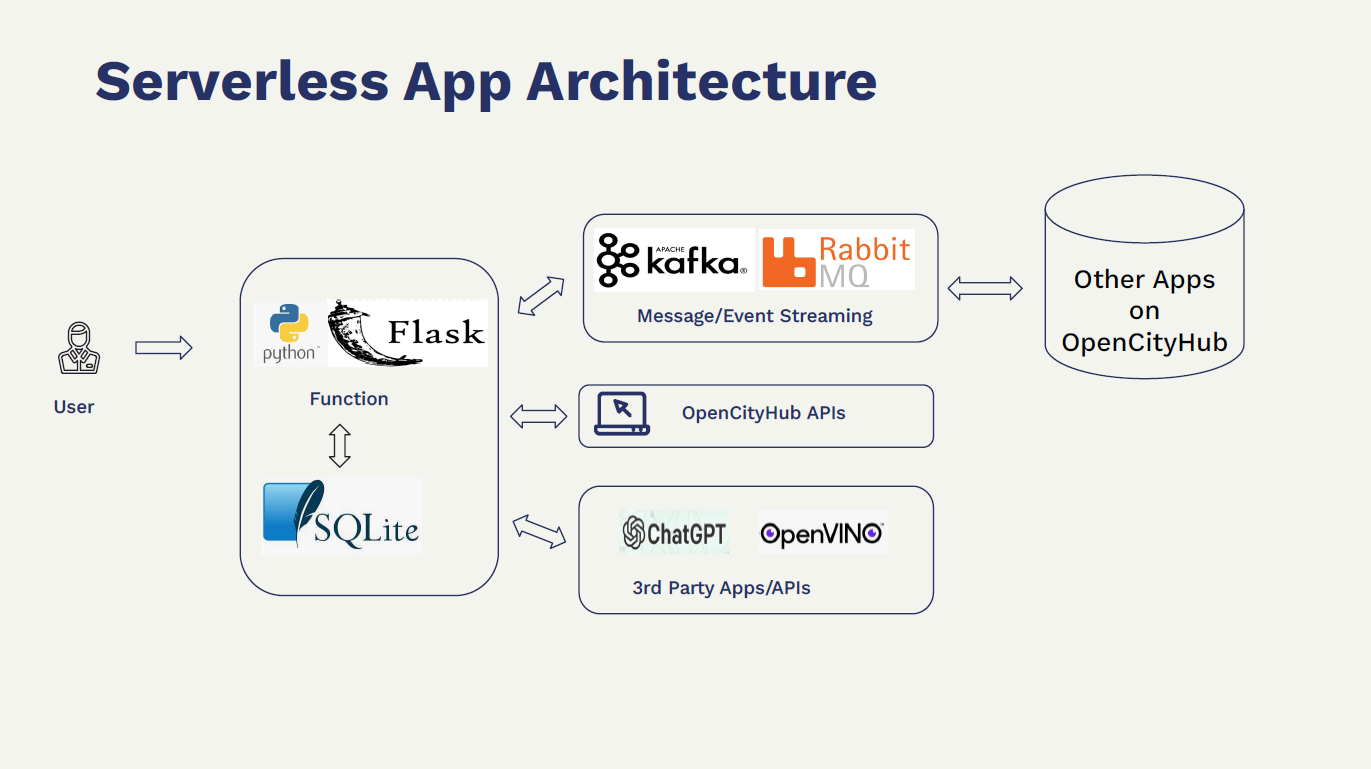 Serverless App Architecture
User
python™
Flask
Function
SQLite
APACHE
kafka®
Rabbit
MQ
Message/Event Streaming
OpenCityHub APIs
ChatGPT
OpenVINO™
3rd Party Apps/APIs
Other Apps
on
OpenCityHub